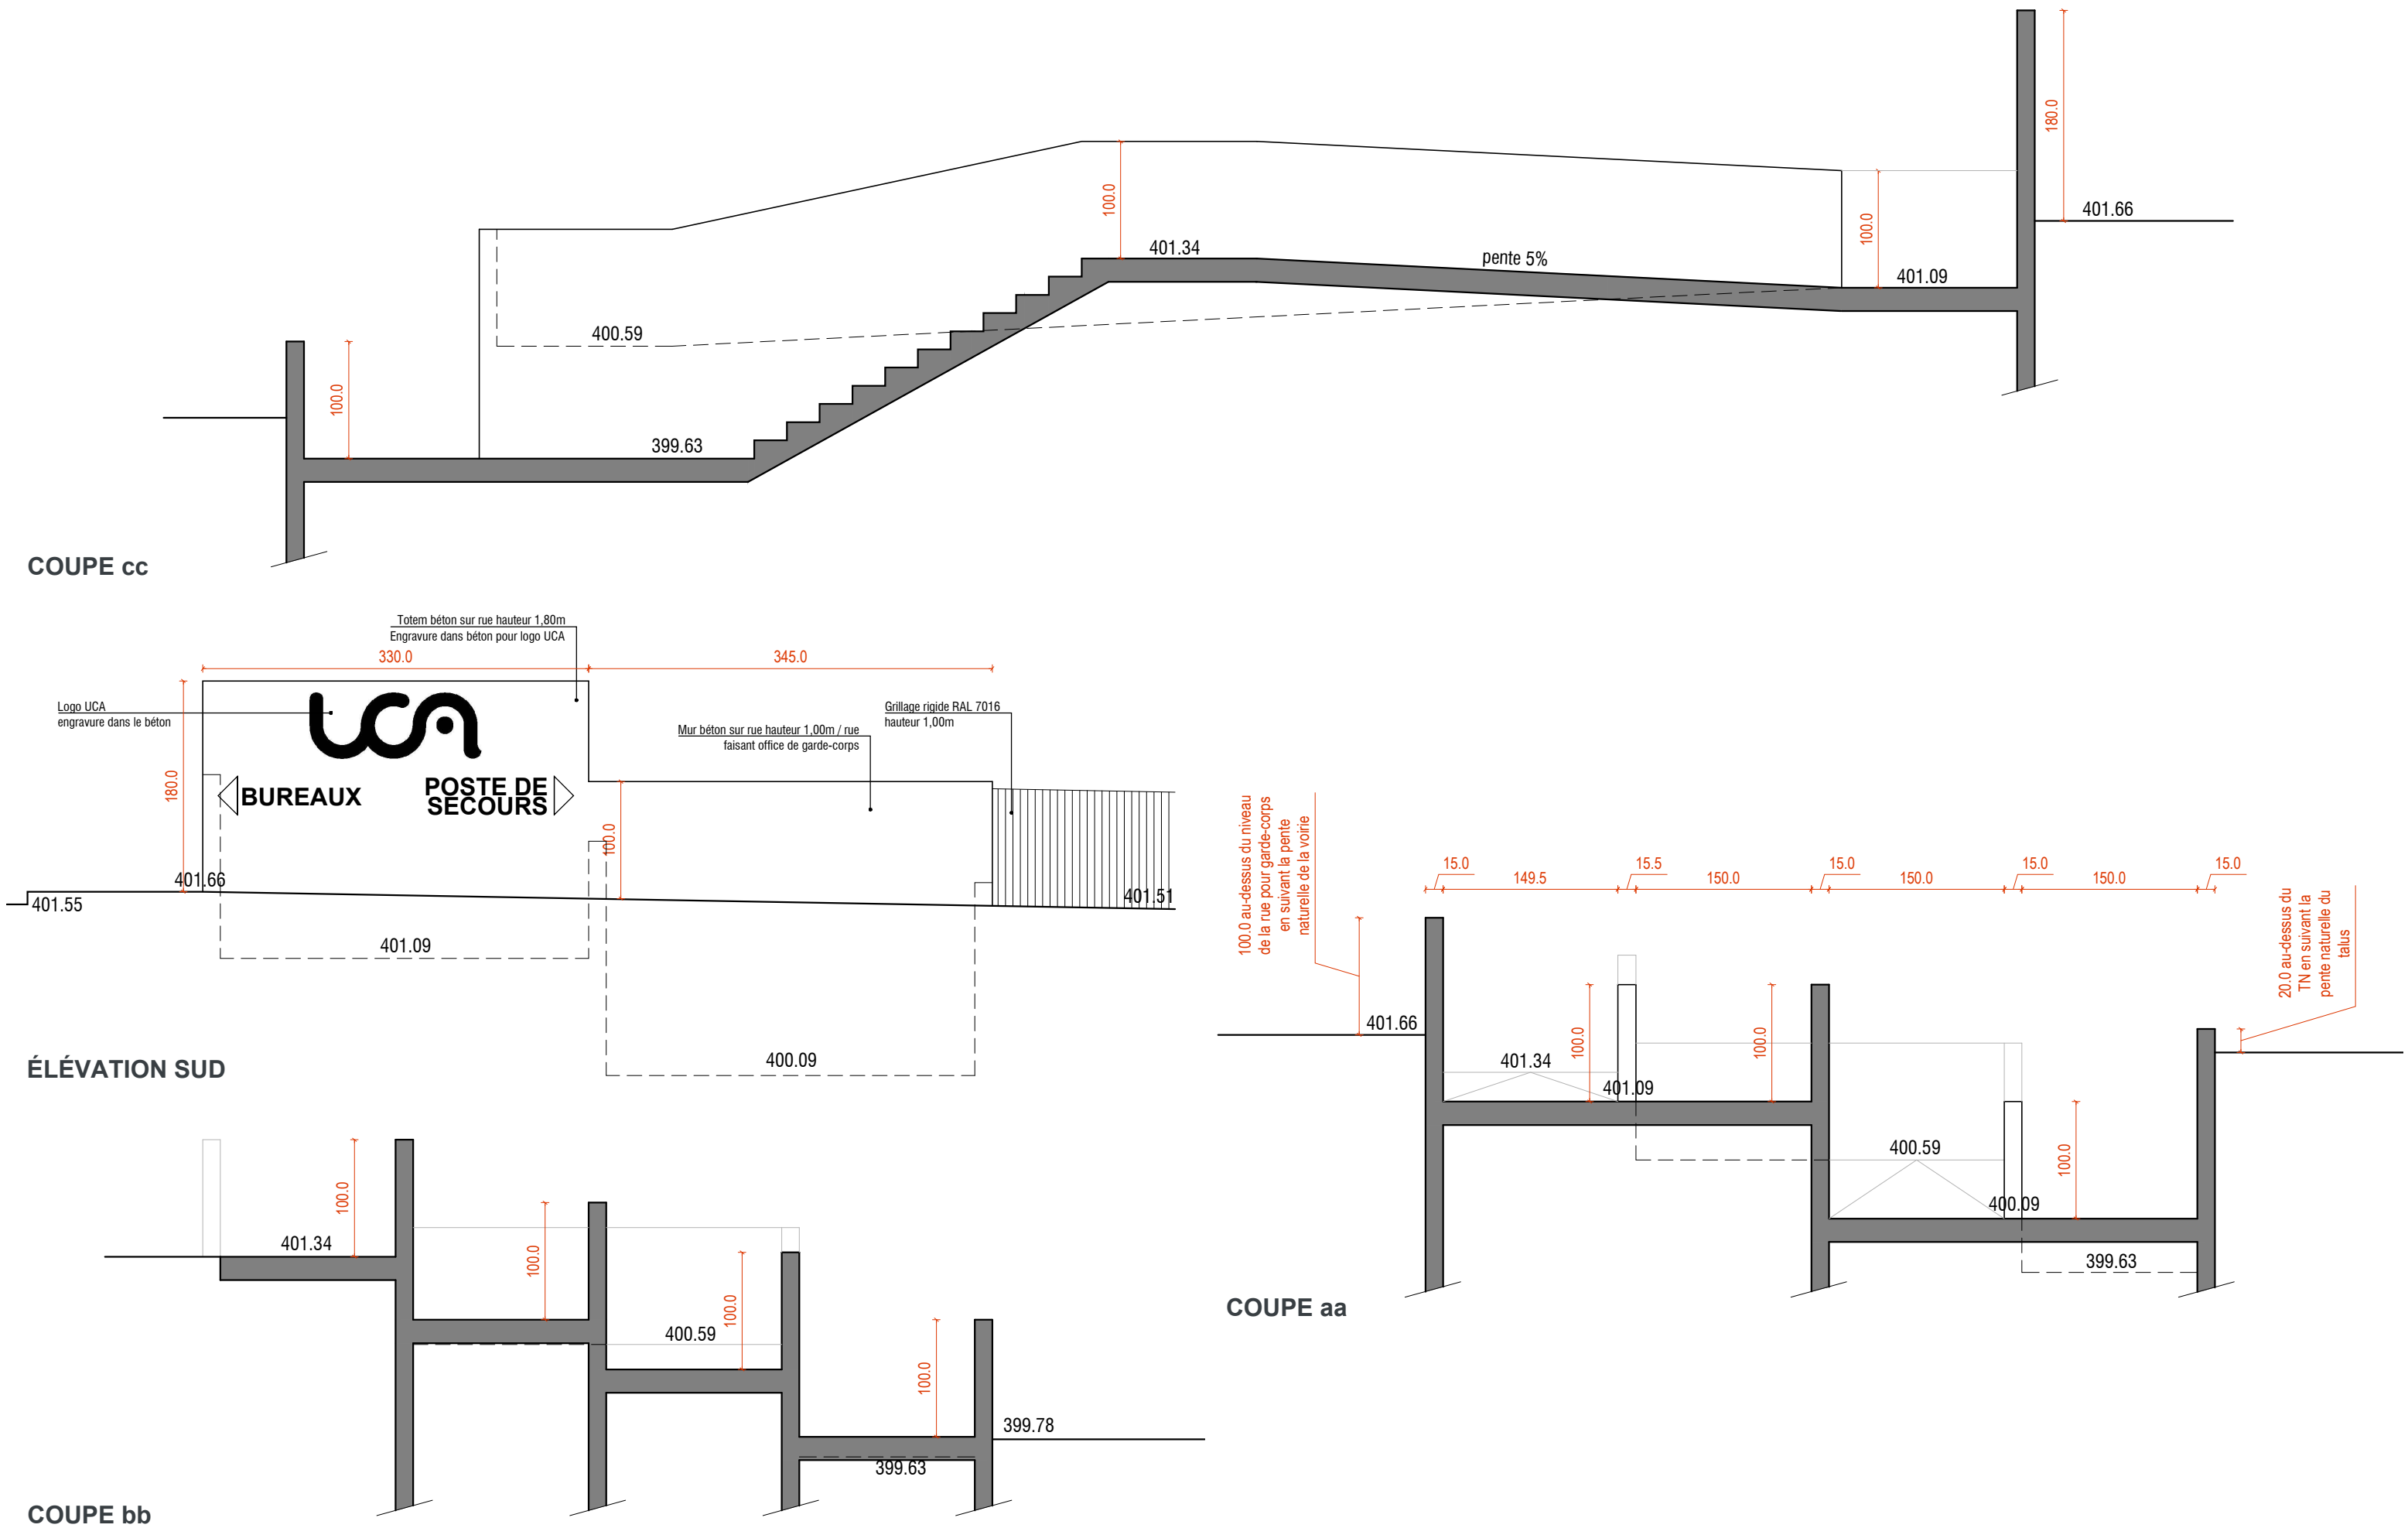 180.0
401.66
100.0
401.34
pente 5%
100.0
401.09
400.59
100.0
399.63
COUPE cc
Totem béton sur rue hauteur 1,80m
Engravure dans béton pour logo UCA
330.0
345.0
Logo UCA
engravure dans le béton
UCA
Grillage rigide RAL 7016
hauteur 1,00m
Mur béton sur rue hauteur 1,00m / rue
faisant office de garde-corps
180.0
BUREAUX
POSTE DE
SECOURS
100.0
401.66
401.55
401.51
401.09
400.09
ÉLÉVATION SUD
100.0 au-dessus du niveau
de la rue pour garde-corps
en suivant la pente
naturelle de la voirie
15.0
149.5
15.5
150.0
15.0
150.0
15.0
150.0
15.0
20.0 au-dessus du
TN en suivant la
pente naturelle du
talus
401.66
401.34
100.0
401.09
100.0
400.59
400.09
100.0
399.63
COUPE aa
100.0
401.34
100.0
400.59
100.0
100.0
399.78
399.63
COUPE bb